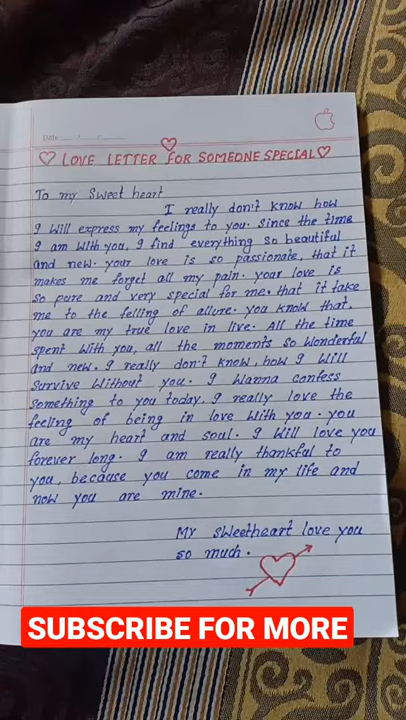 Date
LOVE LETTER FOR SOMEONE SPECIAL
To my Sweet heart
I really don't know how
I will express my feelings to you. Since the time
I am with you, I find everything so beautiful
and new. your love is so passionate, that it
makes me forget all my pain. your love is
so pure and very special for me. that it take
me to the felling of allure. you know that,
you are my true love in live. All the time
spent with you, all the moments so wonderful
and new. I really don't know, how I will
survive without you. I wanna confess
something to you today. I really love the
feeling of being in love with you. you
are my heart and soul. I will love you
forever long. I am really thankful to
you, because you come in my life and
now you are mine.
My sweetheart love you
so much.
SUBSCRIBE FOR MORE